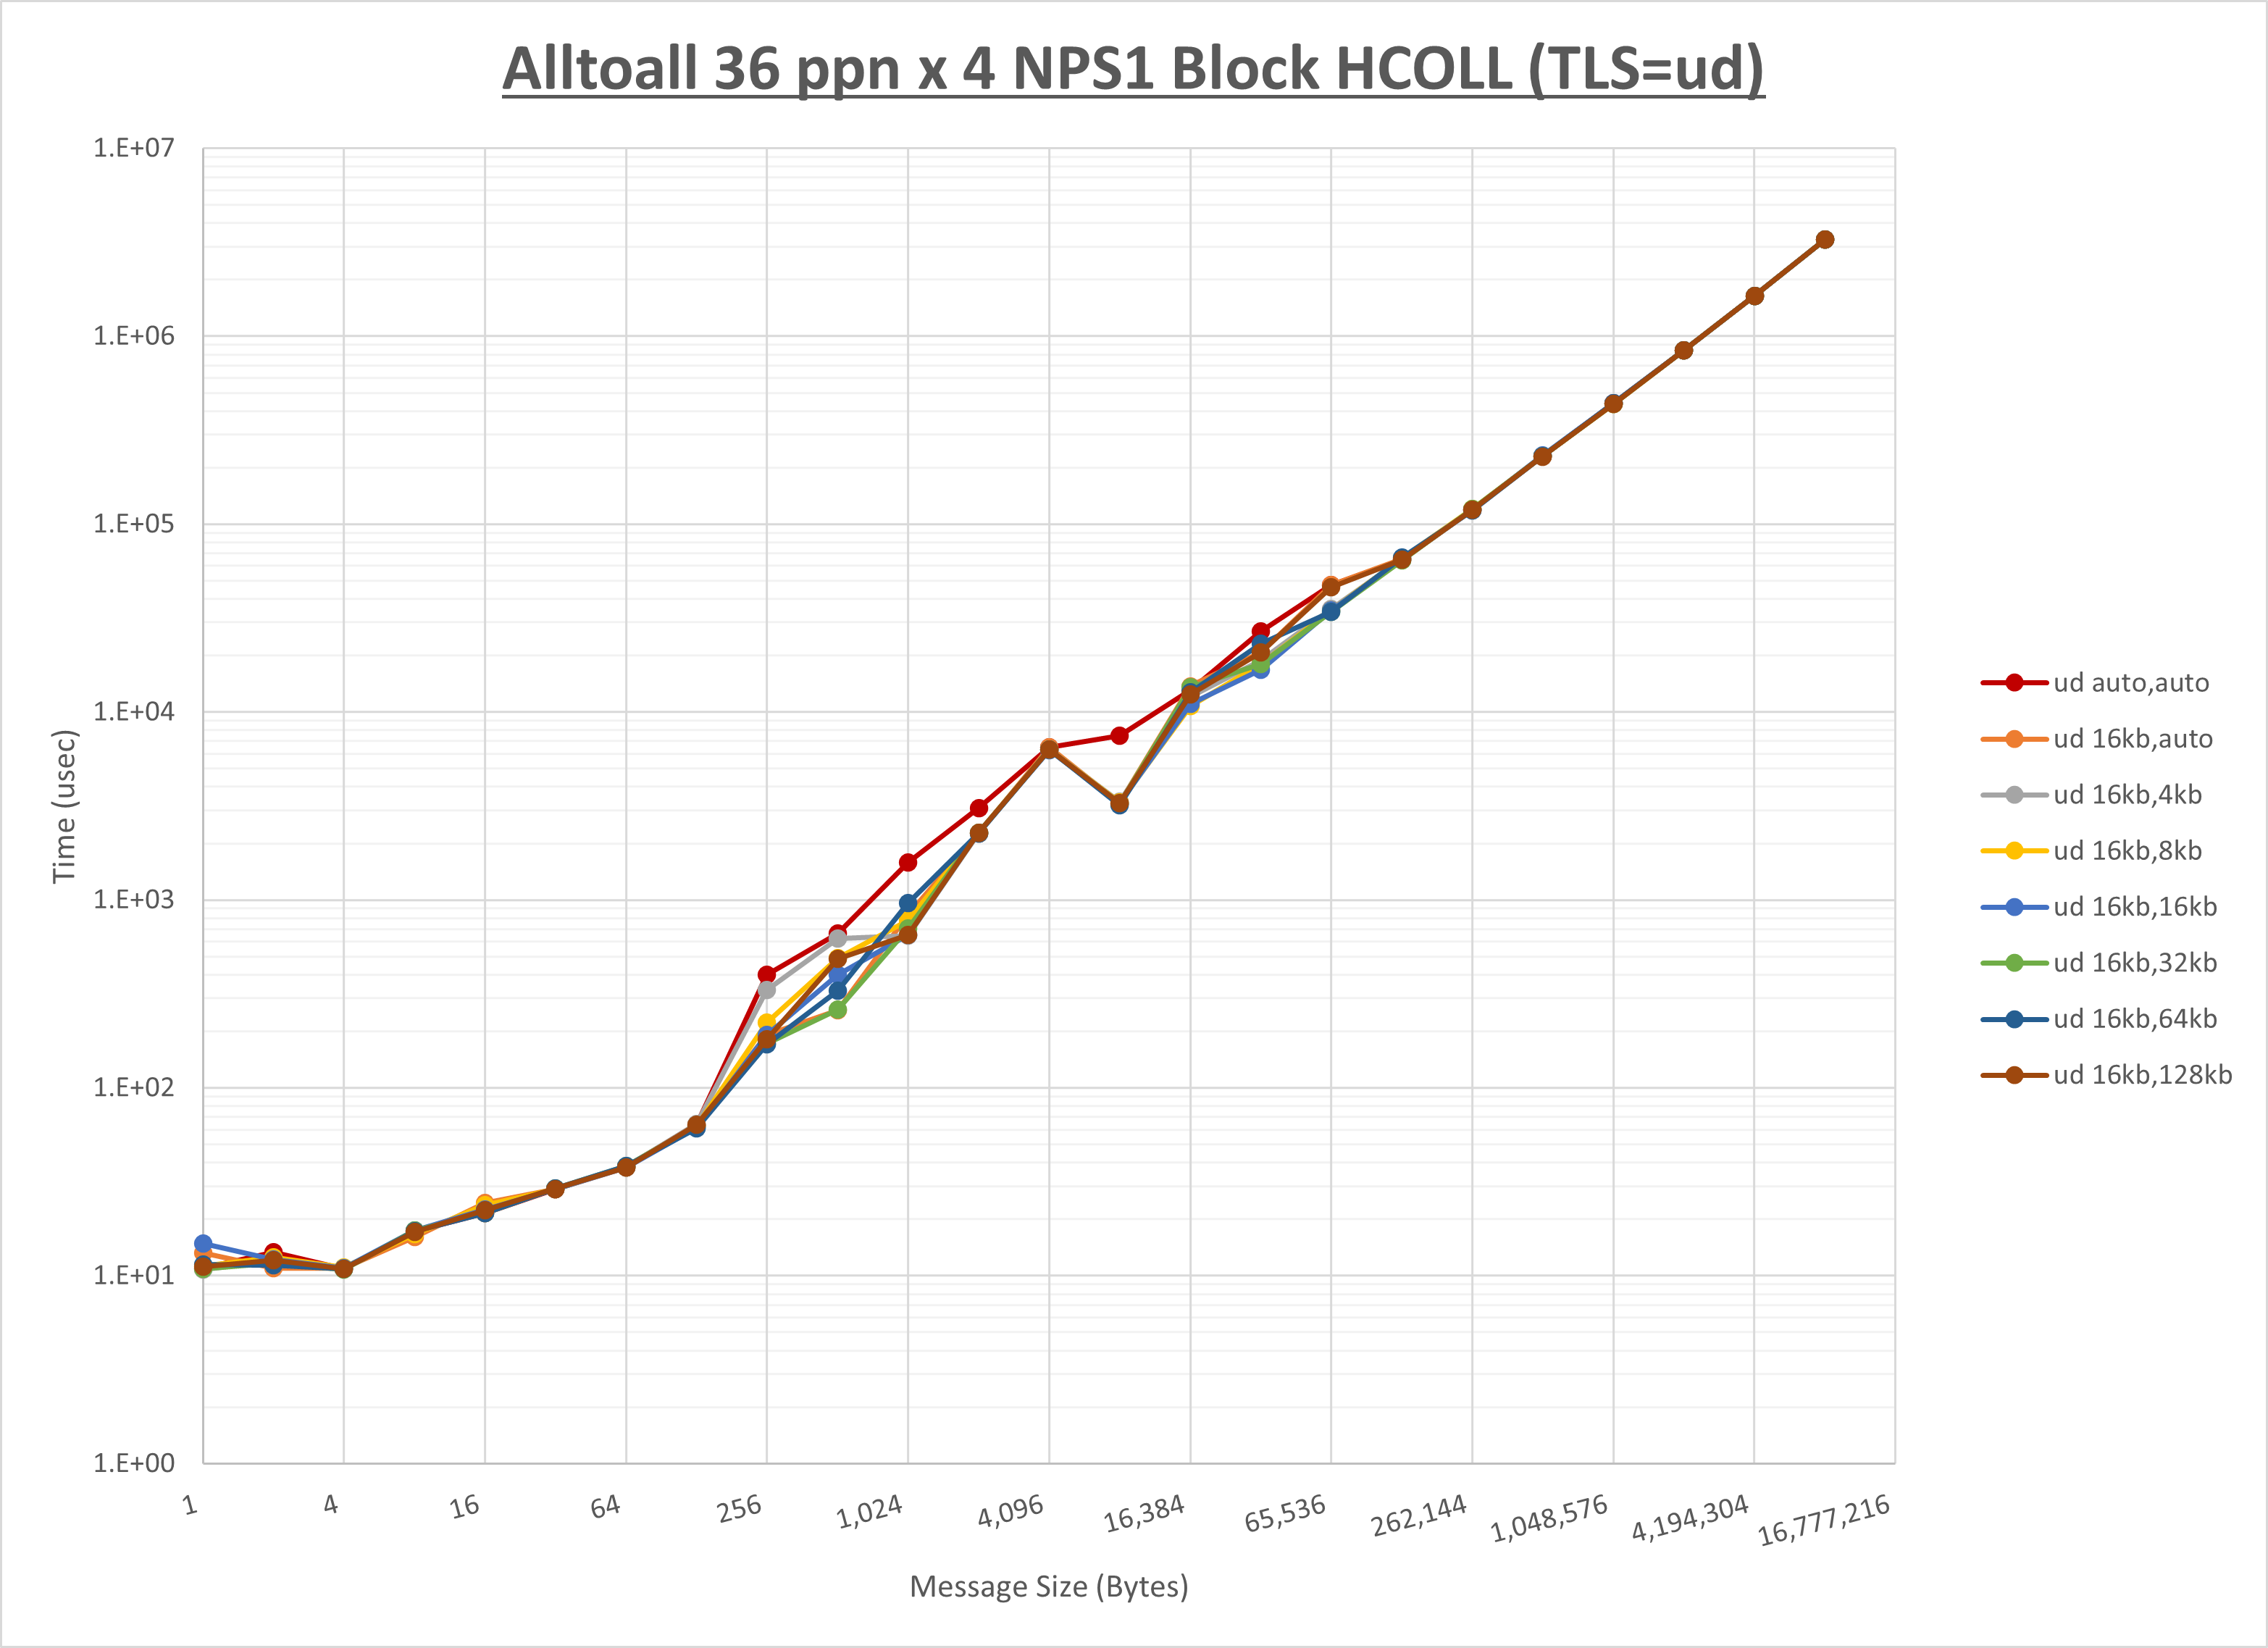 Alltoall 36 ppn x 4 NPS1 Block HCOLL (TLS=ud)
1.E+07
1.E+06
1.E+05
1.E+04
1.E+03
1.E+02
1.E+01
1.E+00
Time (usec)
1
4
16
64
256
1,024
4,096
16,384
65,536
262,144
1,048,576
4,194,304
16,777,216
Message Size (Bytes)
ud auto,auto
ud 16kb,auto
ud 16kb,4kb
ud 16kb,8kb
ud 16kb,16kb
ud 16kb,32kb
ud 16kb,64kb
ud 16kb,128kb